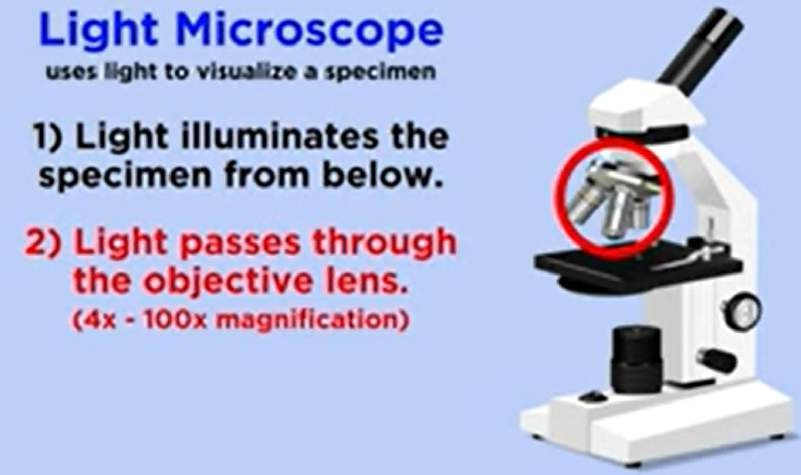 Light Microscope
uses light to visualize a specimen
1) Light illuminates the
specimen from below.
2) Light passes through
the objective lens.
(4x - 100x magnification)